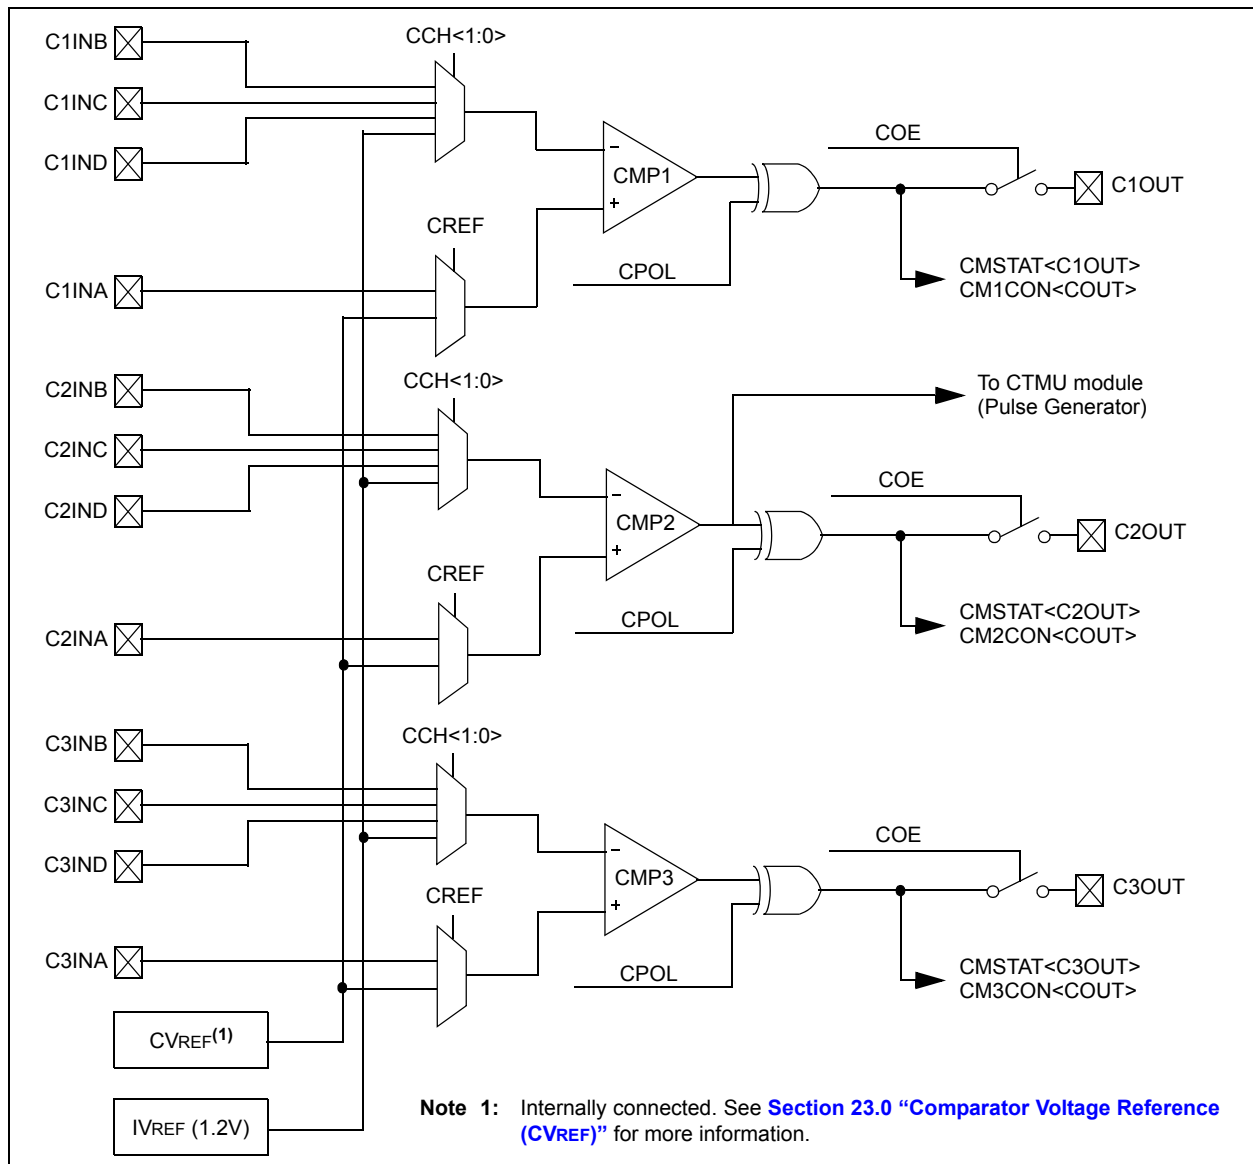 C1INB
CCH<1:0>
C1INC
C1IND
COE
-
CMP1
+
C1OUT
CREF
CPOL
CMSTAT<C1OUT>
CM1CON<COUT>
C1INA
C2INB
CCH<1:0>
To CTMU module
(Pulse Generator)
C2INC
C2IND
COE
-
CMP2
+
C2OUT
CREF
CPOL
CMSTAT<C2OUT>
CM2CON<COUT>
C2INA
C3INB
CCH<1:0>
C3INC
C3IND
COE
-
CMP3
+
C3OUT
CREF
CPOL
CMSTAT<C3OUT>
CM3CON<COUT>
C3INA
CVREF(1)
IVREF (1.2V)
Note 1: Internally connected. See Section 23.0 “Comparator Voltage Reference
(CVREF)” for more information.